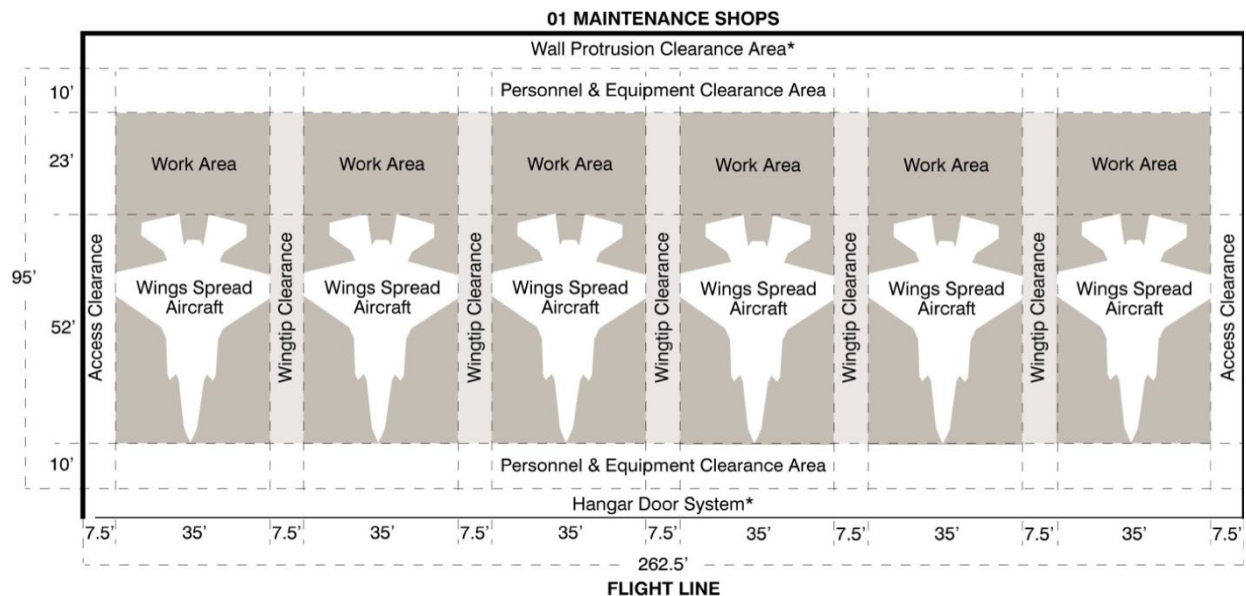 01 MAINTENANCE SHOPS
Wall Protrusion Clearance Area*
10’
Personnel & Equipment Clearance Area
23’
Work Area
Work Area
Work Area
Work Area
Work Area
Work Area
95’
52’
Access Clearance
Wings Spread
Aircraft
Wingtip Clearance
Wings Spread
Aircraft
Wingtip Clearance
Wings Spread
Aircraft
Wingtip Clearance
Wings Spread
Aircraft
Wingtip Clearance
Wings Spread
Aircraft
Wingtip Clearance
Wings Spread
Aircraft
Access Clearance
10’
Personnel & Equipment Clearance Area
Hangar Door System*
7.5’ 35’ 7.5’ 35’ 7.5’ 35’ 7.5’ 35’ 7.5’ 35’ 7.5’ 35’ 7.5’
262.5’
FLIGHT LINE